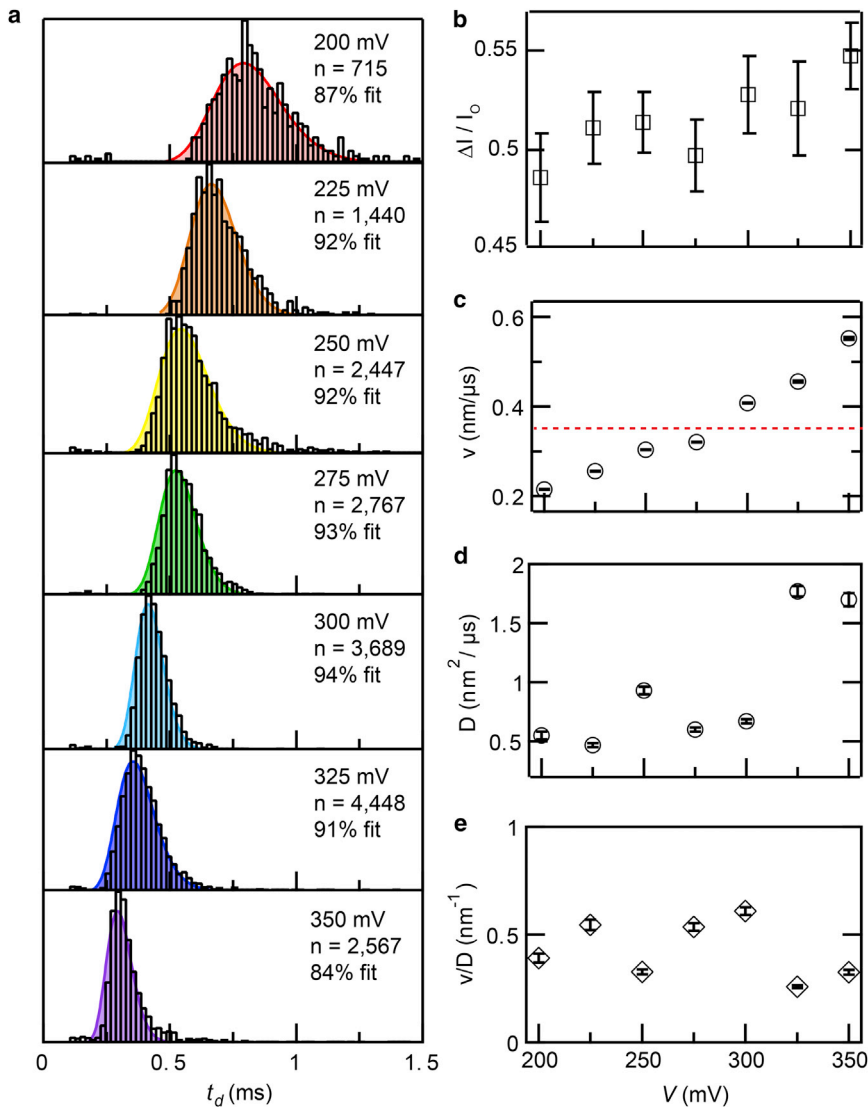 a
200 mV
n = 715
87% fit
225 mV
n = 1,440
92% fit
250 mV
n = 2,447
92% fit
275 mV
n = 2,767
93% fit
300 mV
n = 3,689
94% fit
325 mV
n = 4,448
91% fit
350 mV
n = 2,567
84% fit
0
0.5
1
1.5
t_d (ms)
b
0.55
0.5
0.45
ΔI / I_O
c
0.6
0.4
0.2
v (nm/µs)
d
2
1.5
1
0.5
D (nm²/ µs)
e
1
0.5
0
v/D (nm⁻¹)
200
250
300
350
V (mV)